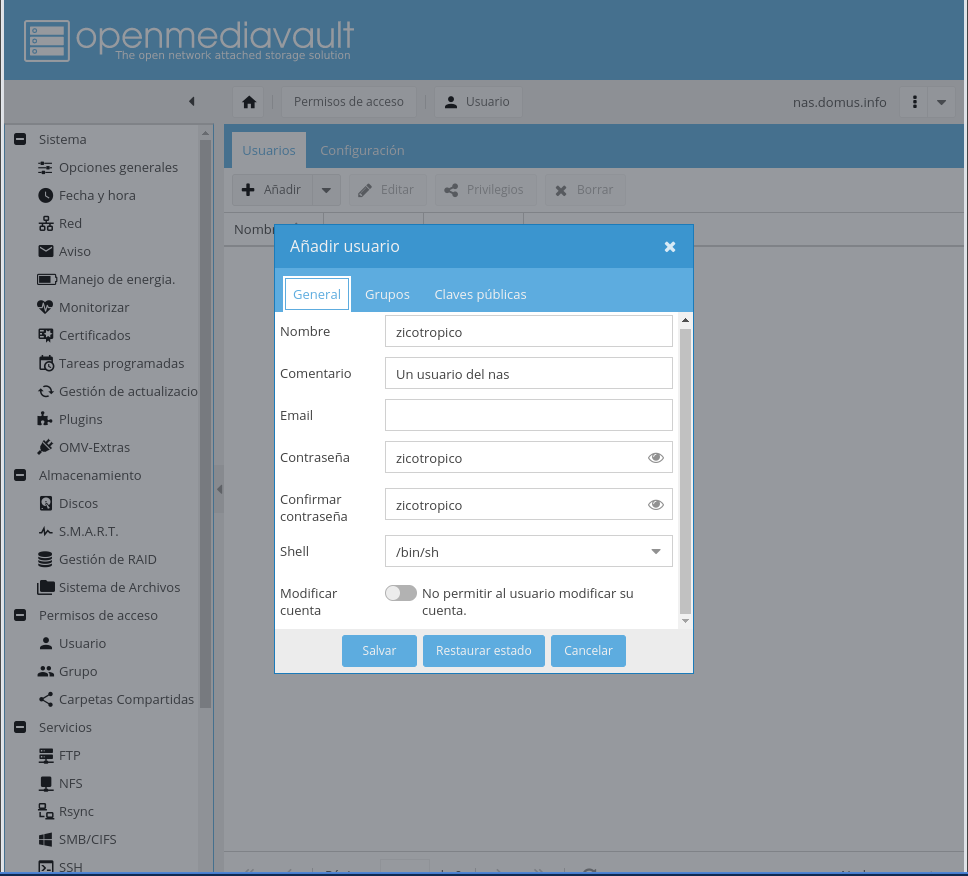 openmediavault
The open network attached storage solution
Permisos de acceso
Usuario
nas.domus.info
Sistema
Opciones generales
Fecha y hora
Red
Aviso
Manejo de energia.
Monitorizar
Certificados
Tareas programadas
Gestión de actualizacio
Plugins
OMV-Extras
Almacenamiento
Discos
S.M.A.R.T.
Gestión de RAID
Sistema de Archivos
Permisos de acceso
Usuario
Grupo
Carpetas Compartidas
Servicios
FTP
NFS
Rsync
SMB/CIFS
SSH
Usuarios
Configuración
Añadir
Editar
Privilegios
Borrar
Añadir usuario
General
Grupos
Claves públicas
Nombre
zicotropico
Comentario
Un usuario del nas
Email
Contraseña
zicotropico
Confirmar
contraseña
zicotropico
Shell
/bin/sh
Modificar
cuenta
No permitir al usuario modificar su
cuenta.
Salvar
Restaurar estado
Cancelar